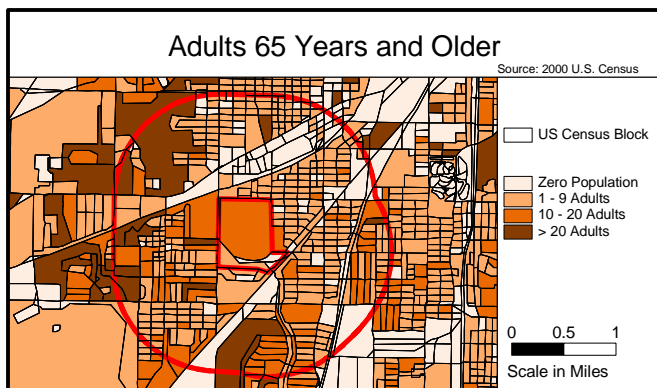 Adults 65 Years and Older
Source: 2000 U.S. Census
US Census Block
Zero Population
1 - 9 Adults
10 - 20 Adults
> 20 Adults
0 0.5 1
Scale in Miles